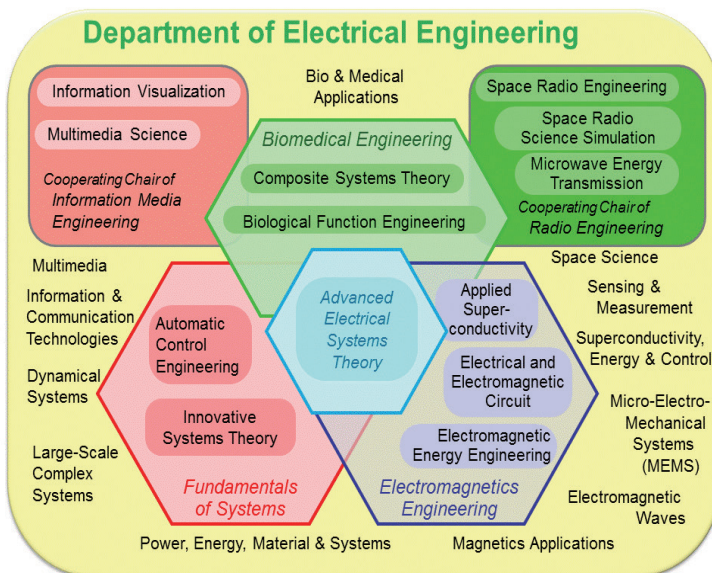 Department of Electrical Engineering
Information Visualization
Multimedia Science
Cooperating Chair of
Information Media
Engineering
Bio & Medical
Applications
Space Radio Engineering
Space Radio
Science Simulation
Microwave Energy
Transmission
Cooperating Chair of
Radio Engineering
Biomedical Engineering
Composite Systems Theory
Biological Function Engineering
Multimedia
Information &
Communication
Technologies
Dynamical
Systems
Large-Scale
Complex
Systems
Automatic
Control
Engineering
Innovative
Systems Theory
Fundamentals
of Systems
Advanced
Electrical
Systems
Theory
Applied
Super-
conductivity
Electrical and
Electromagnetic
Circuit
Electromagnetic
Energy Engineering
Electromagnetics
Engineering
Space Science
Sensing &
Measurement
Superconductivity,
Energy & Control
Micro-Electro-
Mechanical
Systems
(MEMS)
Electromagnetic
Waves
Power, Energy, Material & Systems
Magnetics Applications